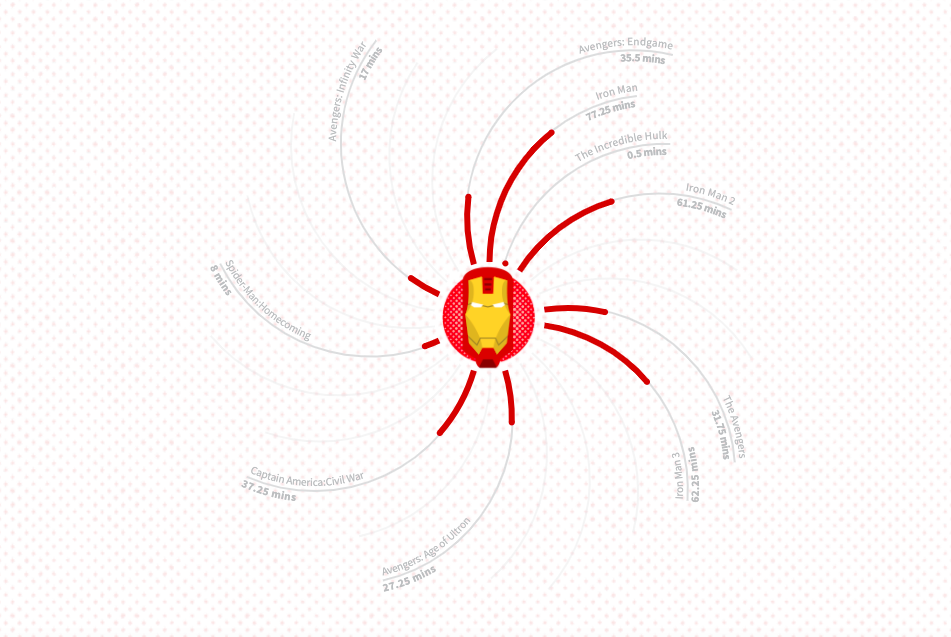 Avengers: Endgame
35.5 mins
Iron Man
77.25 mins
The Incredible Hulk
0.5 mins
Iron Man 2
61.25 mins
The Avengers
31.75 mins
Iron Man 3
62.25 mins
Avengers: Age of Ultron
27.25 mins
Captain America:Civil War
37.25 mins
Spider-Man:Homecoming
8 mins
Avengers: Infinity War
17 mins